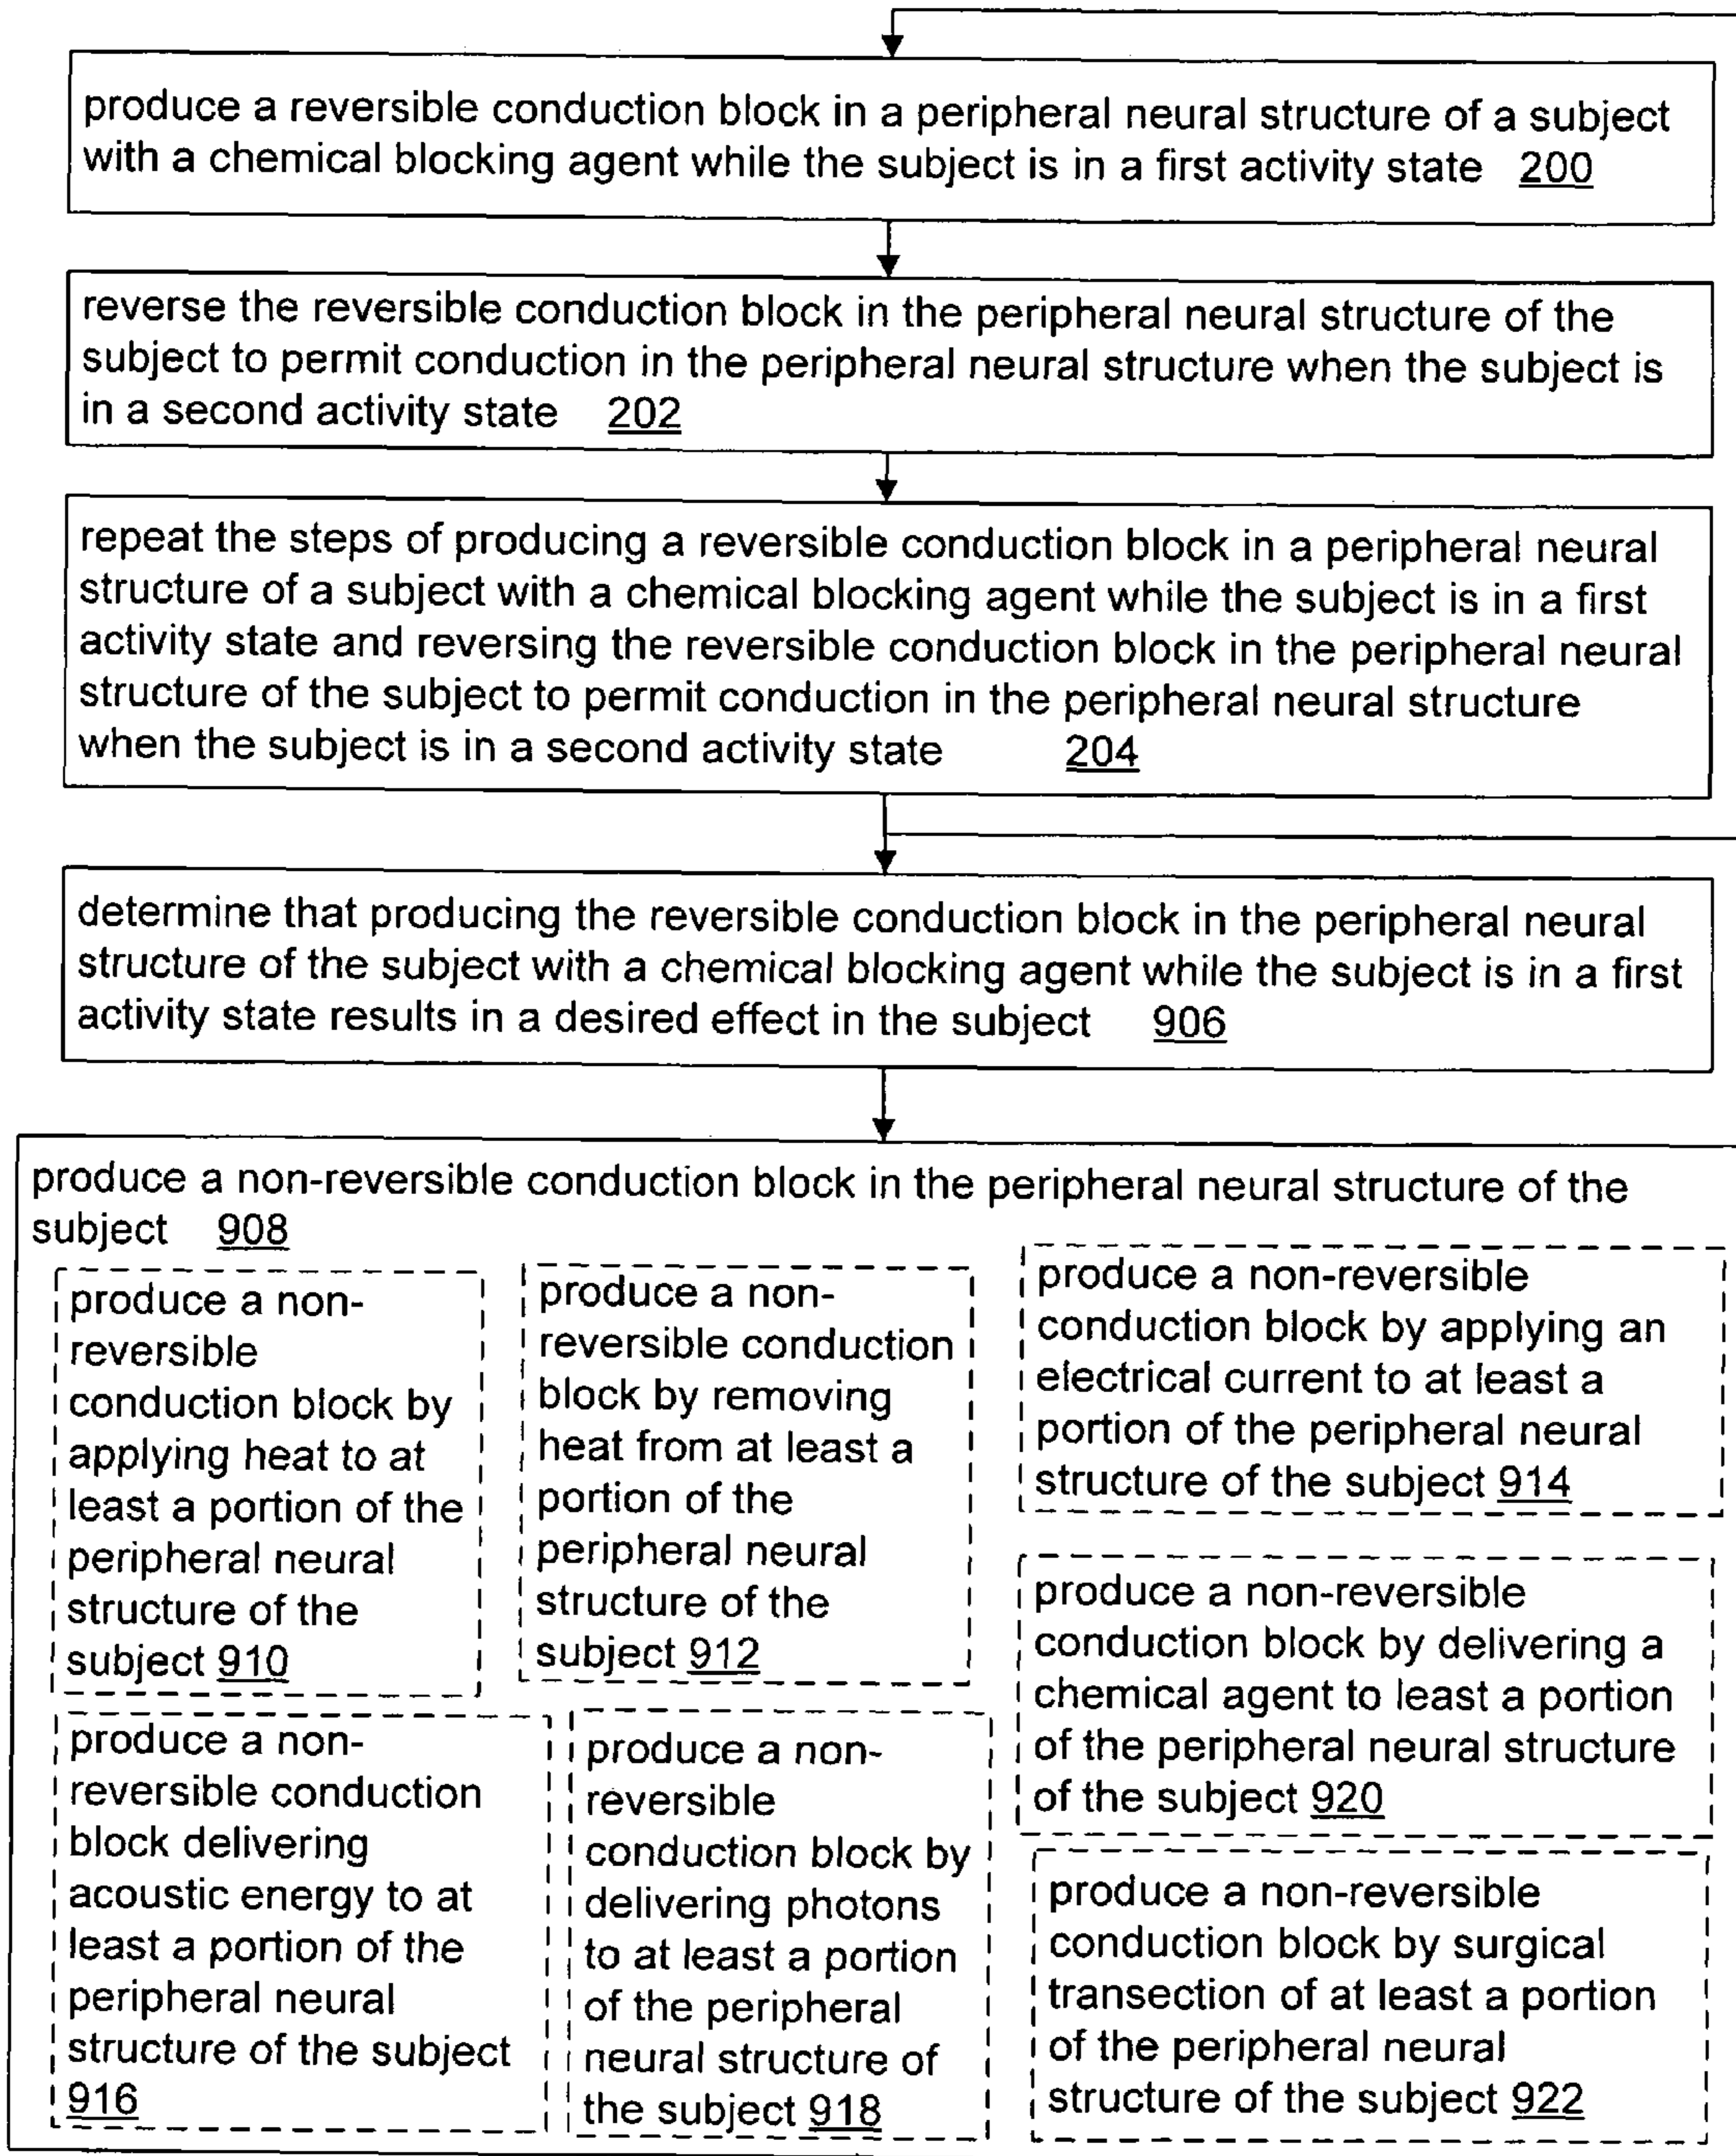 produce a reversible conduction block in a peripheral neural structure of a subject
with a chemical blocking agent while the subject is in a first activity state 200
reverse the reversible conduction block in the peripheral neural structure of the
subject to permit conduction in the peripheral neural structure when the subject is
in a second activity state 202
repeat the steps of producing a reversible conduction block in a peripheral neural
structure of a subject with a chemical blocking agent while the subject is in a first
activity state and reversing the reversible conduction block in the peripheral neural
structure of the subject to permit conduction in the peripheral neural structure
when the subject is in a second activity state 204
determine that producing the reversible conduction block in the peripheral neural
structure of the subject with a chemical blocking agent while the subject is in a first
activity state results in a desired effect in the subject 906
produce a non-reversible conduction block in the peripheral neural structure of the
subject 908
produce a non-
reversible
conduction block by
applying heat to at
least a portion of the
peripheral neural
structure of the
subject 910
produce a non-
reversible conduction
block by removing
heat from at least a
portion of the
peripheral neural
structure of the
subject 912
produce a non-reversible
conduction block by applying an
electrical current to at least a
portion of the peripheral neural
structure of the subject 914
produce a non-
reversible conduction
block delivering
acoustic energy to at
least a portion of the
peripheral neural
structure of the subject
916
produce a non-
reversible
conduction block by
delivering photons
to at least a portion
of the peripheral
neural structure of
the subject 918
produce a non-reversible
conduction block by delivering a
chemical agent to least a portion
of the peripheral neural structure
of the subject 920
produce a non-reversible
conduction block by surgical
transection of at least a portion
of the peripheral neural
structure of the subject 922